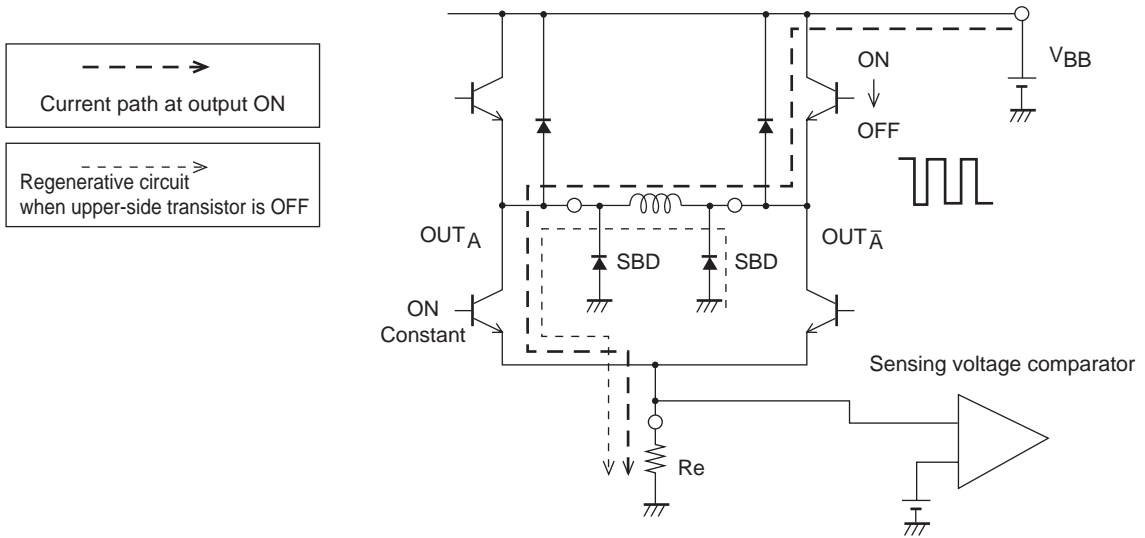 Current path at output ON
Regenerative circuit
when upper-side transistor is OFF
ON
OFF
VBB
OUTA
SBD
SBD
OUTA̅
ON
Constant
Sensing voltage comparator
Re